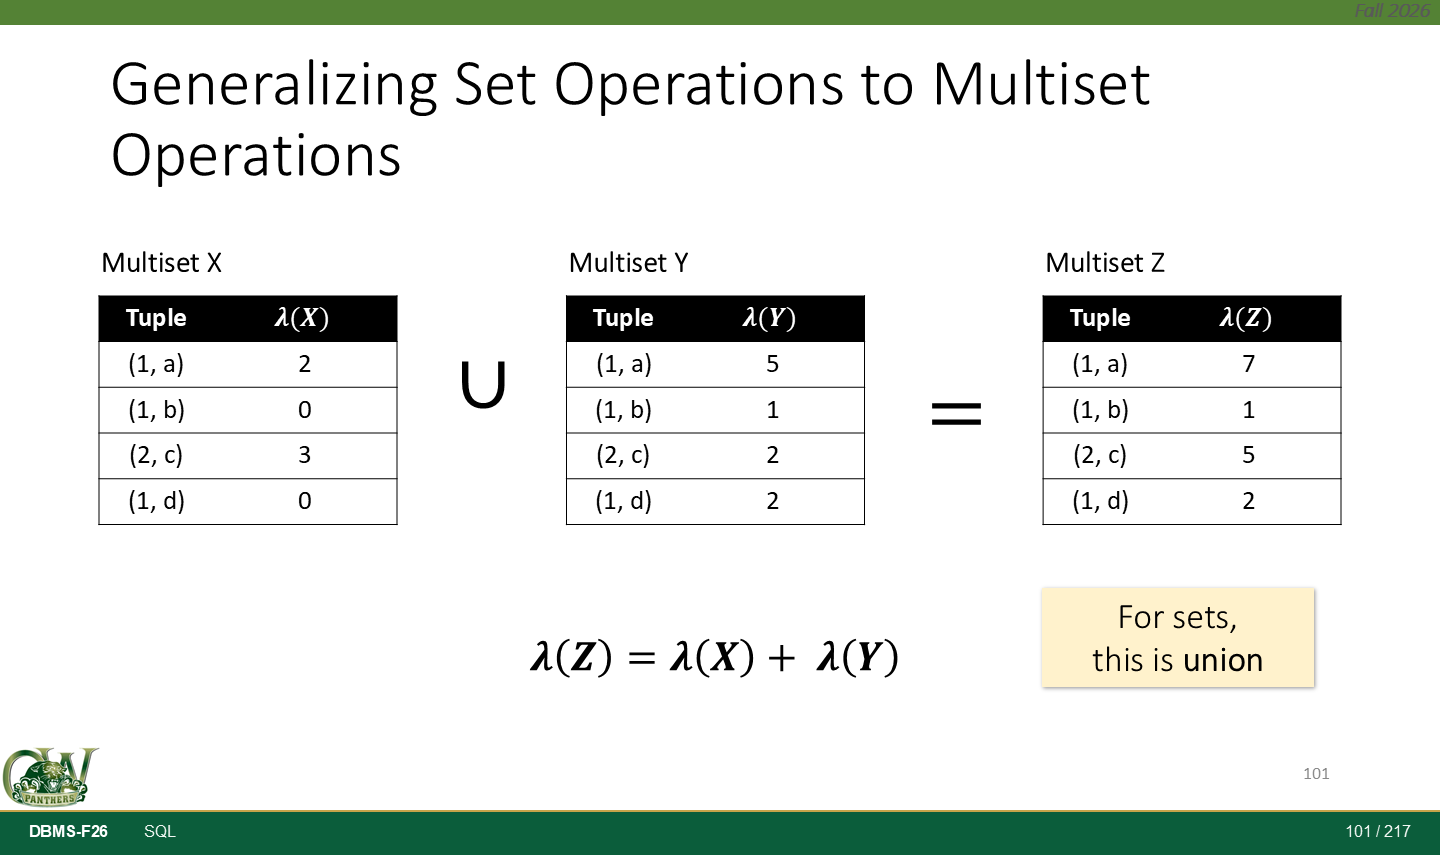 Fall 2026
Generalizing Set Operations to Multiset
Operations
Multiset X
Tuple λ(X)
(1, a) 2
(1, b) 0
(2, c) 3
(1, d) 0
∪
Multiset Y
Tuple λ(Y)
(1, a) 5
(1, b) 1
(2, c) 2
(1, d) 2
=
Multiset Z
Tuple λ(Z)
(1, a) 7
(1, b) 1
(2, c) 5
(1, d) 2
λ(Z) = λ(X) + λ(Y)
For sets,
this is union
101
CW
PANTHERS
DBMS-F26 SQL 101 / 217